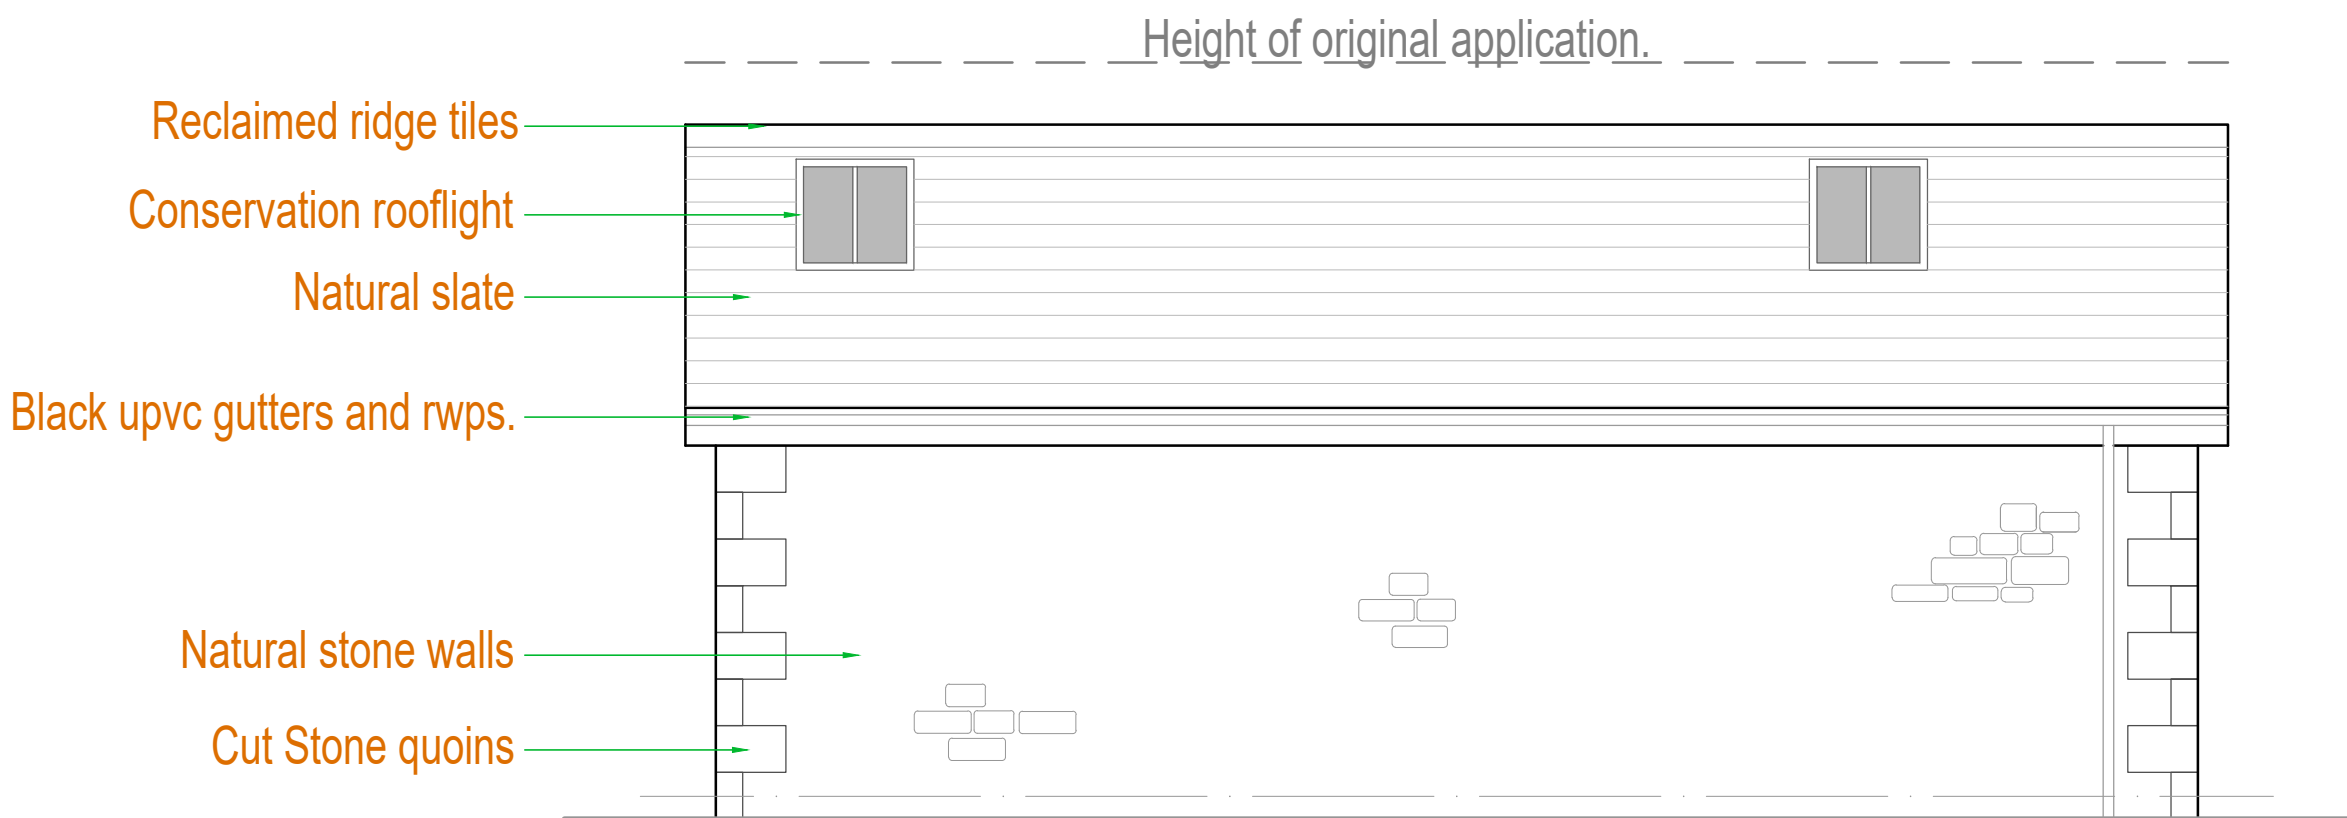 Height of original application.
Reclaimed ridge tiles
Conservation rooflight
Natural slate
Black upvc gutters and rwps.
Natural stone walls
Cut Stone quoins